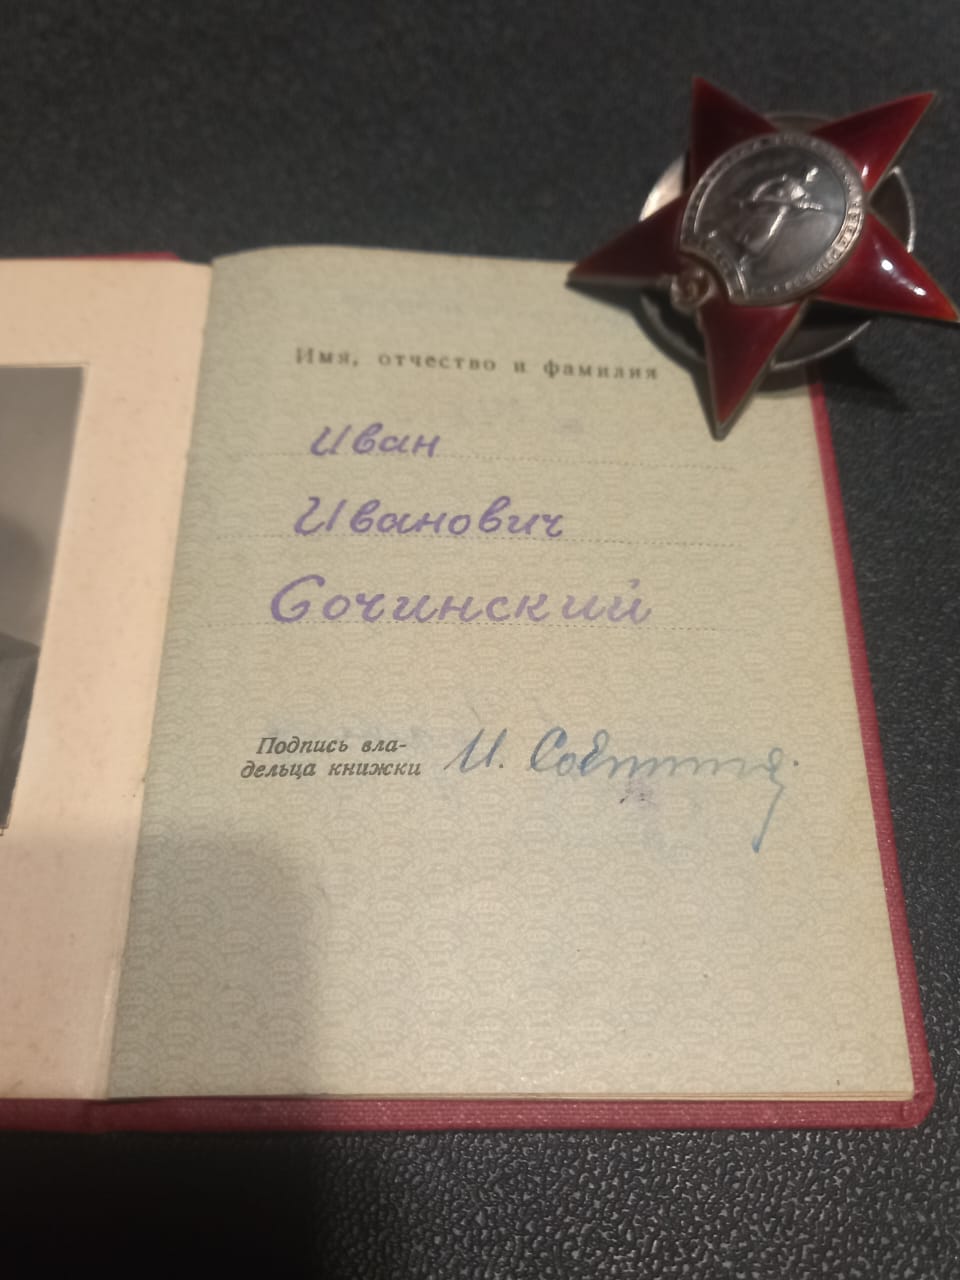 Имя, отчество и фамилия
Иван
Иванович
Сочинский
Подпись вла-
дельца книжки
И.